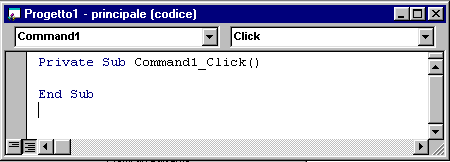 Progetto1 - principale (codice)
Command1 Click
Private Sub Command1_Click()
End Sub